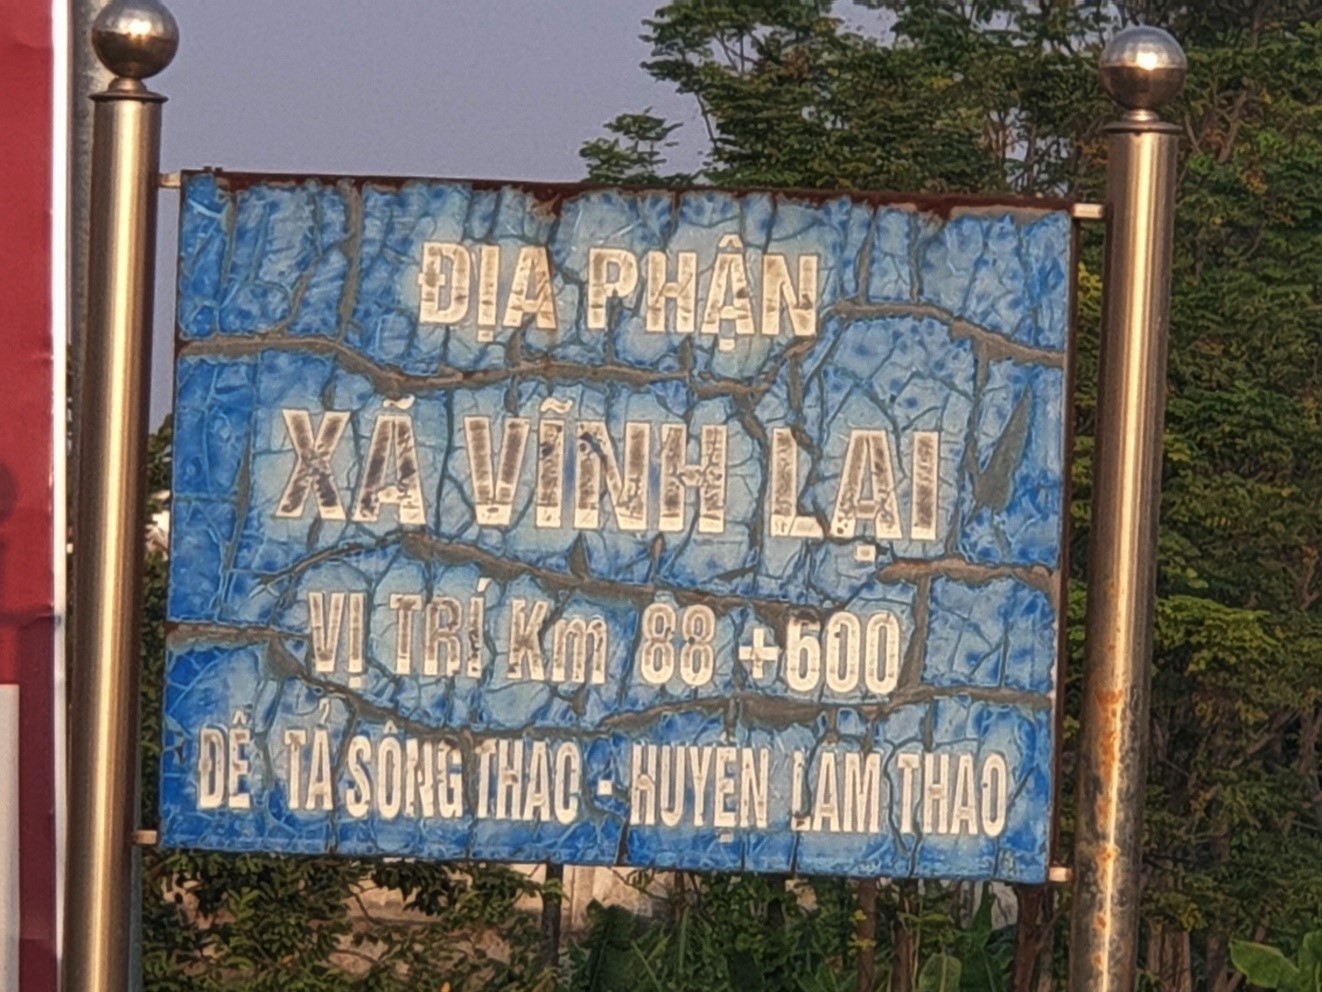 ĐỊA PHẬN
XÃ VĨNH LẠI
VỊ TRÍ Km 88 +600
ĐÊ TẢ SÔNG THAO - HUYỆN LÂM THAO